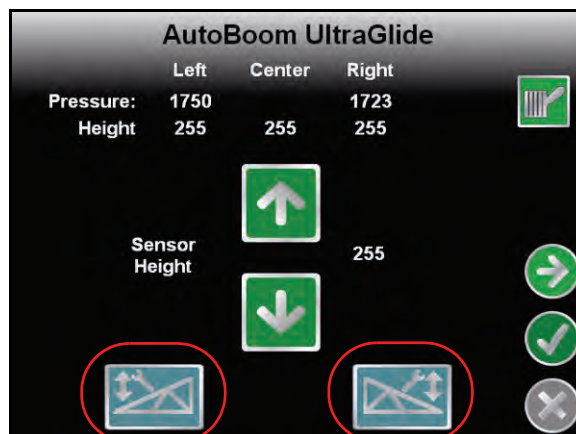 AutoBoom UltraGlide
Left Center Right
Pressure: 1750 1723
Height 255 255 255
Sensor
Height
255